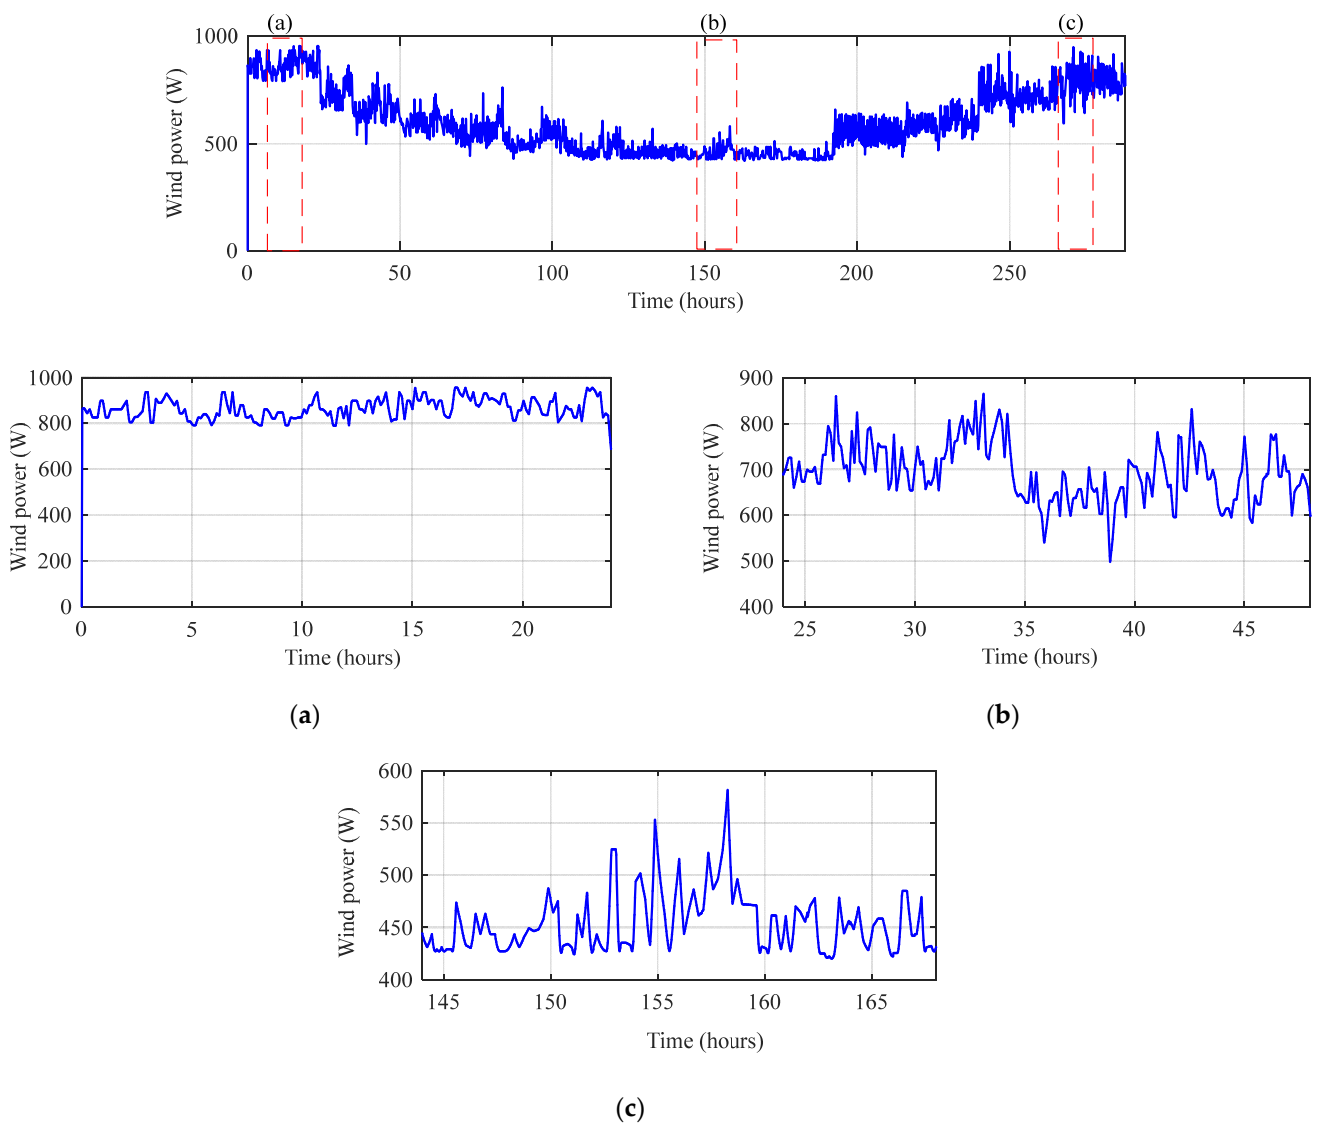 (a) (b) (c)
1000
500
0
Wind power (W)
0 50 100 150 200 250
Time (hours)
1000
800
600
400
200
0
Wind power (W)
0 5 10 15 20
Time (hours)
(a)
900
800
700
600
500
400
Wind power (W)
25 30 35 40 45
Time (hours)
(b)
600
550
500
450
400
Wind power (W)
145 150 155 160 165
Time (hours)
(c)